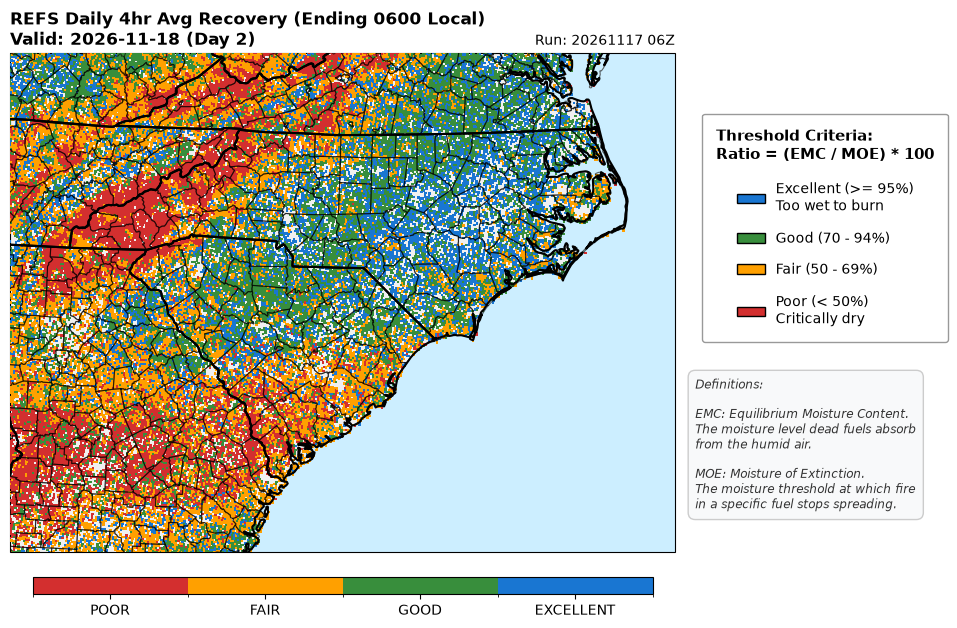 REFS Daily 4hr Avg Recovery (Ending 0600 Local)
Valid: 2026-11-18 (Day 2)
Run: 20261117 06Z
Threshold Criteria:
Ratio = (EMC / MOE) * 100
Excellent (>= 95%)
Too wet to burn
Good (70 - 94%)
Fair (50 - 69%)
Poor (< 50%)
Critically dry
Definitions:
EMC: Equilibrium Moisture Content.
The moisture level dead fuels absorb
from the humid air.
MOE: Moisture of Extinction.
The moisture threshold at which fire
in a specific fuel stops spreading.
POOR
FAIR
GOOD
EXCELLENT